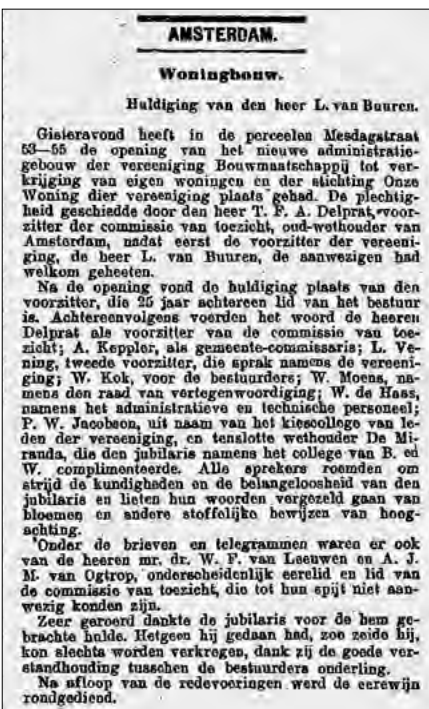 AMSTERDAM.
Woningbouw.
Huldiging van den heer L. van Buuren.
Gisteravond heeft in de perceelen Mesdagstraat
53—55 de opening van het nieuwe administratie-
gebouw der vereeniging Bouwmaatschappij tot ver-
krijging van eigen woningen en der stichting Onze
Woning dier vereeniging plaats gehad. De plechtig-
heid geschiedde door den heer T. F. A. Delprat, voor-
zitter der commissie van toezicht, oud-wethouder van
Amsterdam, nadat eerst de voorzitter der vereeni-
ging, de heer L. van Buuren, de aanwezigen had
welkom geheeten.
Na de opening vond de huldiging plaats van den
voorzitter, die 25 jaar achtereen lid van het bestuur
is. Achtereenvolgens voerden het woord de heeren
Delprat als voorzitter van de commissie van toe-
zicht; A. Keppler, als gemeente-commissaris; L. Ve-
ning, tweede voorzitter, die sprak namens de vereeni-
ging; W. Kok, voor de bestuurders; W. Moens, na-
mens den raad van vertegenwoordiging; W. de Haas,
namens het administratieve en technische personeel;
P. W. Jacobson, uit naam van het kiescollege van le-
den der vereeniging, en tenslotte wethouder De Mi-
randa, die den jubilaris namens het college van B. en
W. complimenteerde. Alle sprekers roemden om
strijd de kundigheden en de belangeloosheid van den
jubilaris en lieten hun woorden vergezeld gaan van
bloemen en andere stoffelijke bewijzen van hoog-
achting.
Onder de brieven en telegrammen waren er ook
van de heeren mr. dr. W. F. van Leeuwen en A. J.
M. van Ogtrop, onderscheidenlijk eerelid en lid van
de commissie van toezicht, die tot hun spijt niet aan-
wezig konden zijn.
Zeer geroerd dankte de jubilaris voor de hem ge-
brachte hulde. Hetgeen hij gedaan had, zoo zeide hij,
kon slechts worden verkregen, dank zij de goede ver-
standhouding tusschen de bestuurders onderling.
Na afloop van de redevoeringen werd de eerewijn
rondgediend.